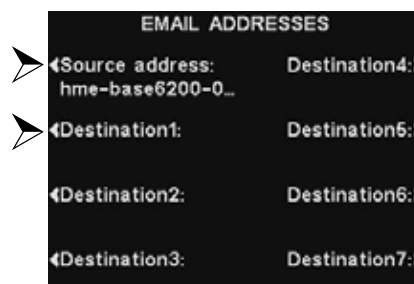 EMAIL ADDRESSES
Source address: Destination4:
hme-base6200-0...
Destination1: Destination5:
Destination2: Destination6:
Destination3: Destination7: